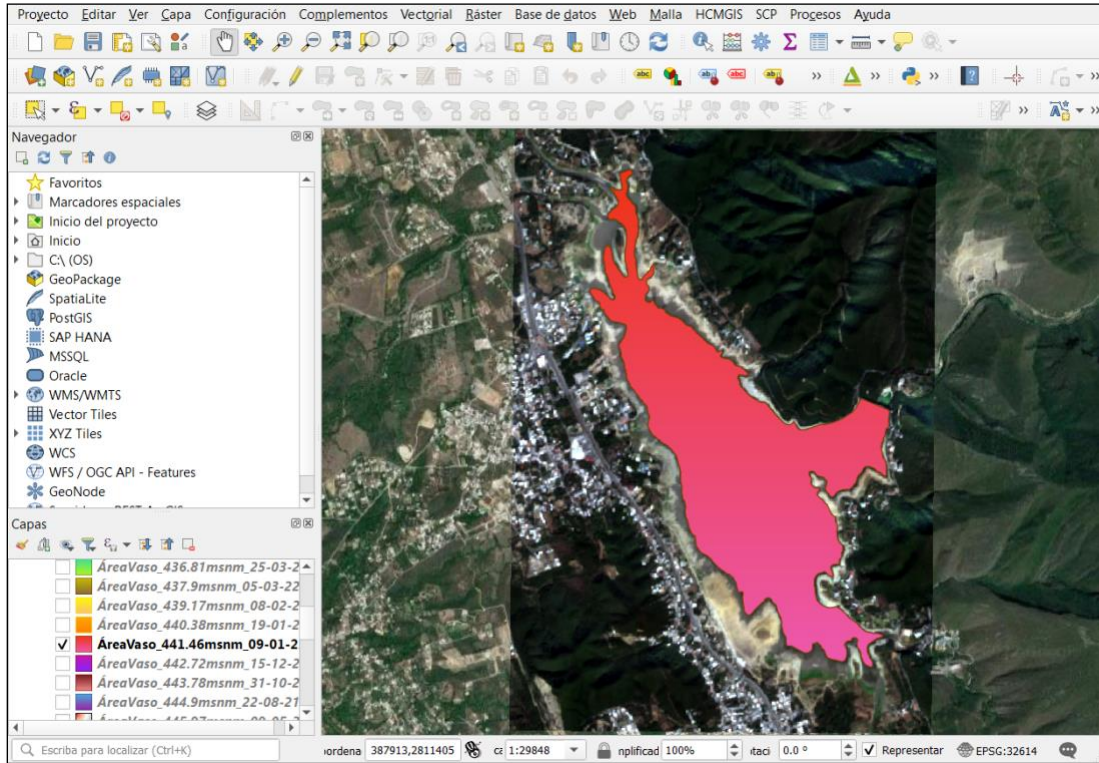 Proyecto Editar Ver Capa Configuración Complementos Vectorial Ráster Base de datos Web Malla HCMGIS SCP Procesos Ayuda
abc abc abc abc » » »
» »
Navegador
Favoritos
Marcadores espaciales
Inicio del proyecto
Inicio
C:\ (OS)
GeoPackage
SpatiaLite
PostGIS
SAP HANA
MSSQL
Oracle
WMS/WMTS
Vector Tiles
XYZ Tiles
WCS
WFS / OGC API - Features
GeoNode
Capas
ÁreaVaso_436.81msnm_25-03-2
ÁreaVaso_437.9msnm_05-03-22
ÁreaVaso_439.17msnm_08-02-2
ÁreaVaso_440.38msnm_19-01-2
ÁreaVaso_441.46msnm_09-01-2
ÁreaVaso_442.72msnm_15-12-2
ÁreaVaso_443.78msnm_31-10-2
ÁreaVaso_444.9msnm_22-08-21
Escriba para localizar (Ctrl+K) ordena 387913,2811405 1:29848 nplificad 100% itaci 0.0 ° Representar EPSG:32614